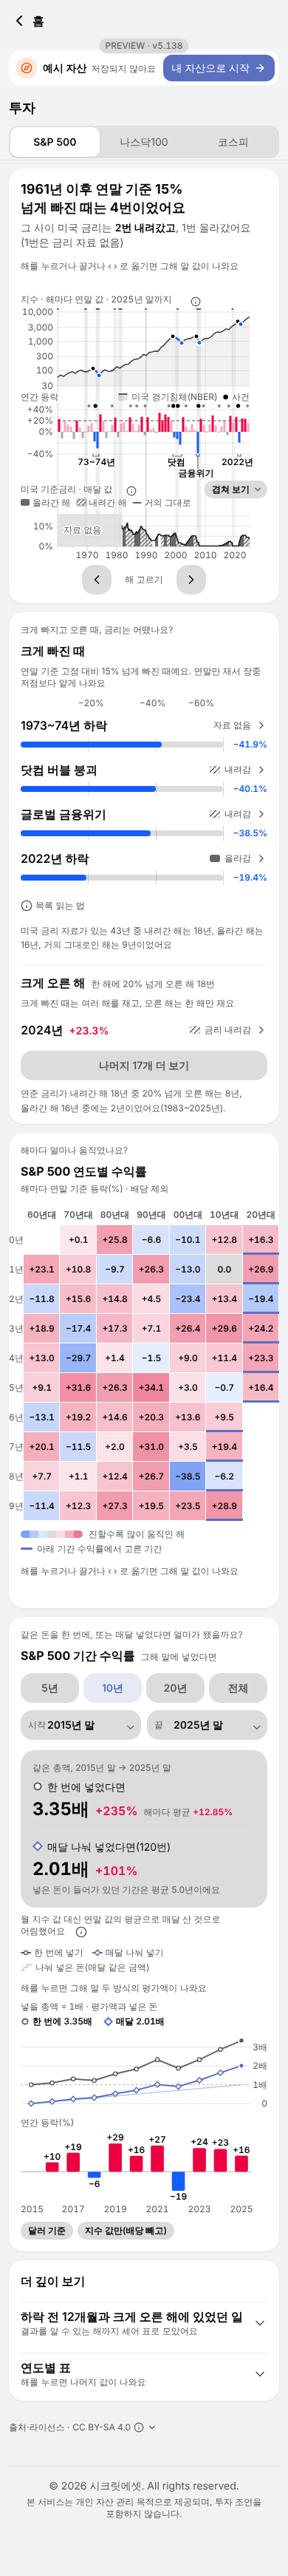 홈
PREVIEW · v5.138
예시 자산 저장되지 않아요
내 자산으로 시작 →
투자
S&P 500
나스닥100
코스피
1961년 이후 연말 기준 15%
넘게 빠진 때는 4번이었어요
그 사이 미국 금리는 2번 내려갔고, 1번 올라갔어요
(1번은 금리 자료 없음)
해를 누르거나 끌거나 ‹ › 로 옮기면 그해 말 값이 나와요
지수 · 해마다 연말 값 · 2025년 말까지
10,000
3,000
1,000
300
100
30
연간 등락
미국 경기침체(NBER)
사건
+40%
+20%
0%
−40%
73~74년
닷컴
2022년
금융위기
미국 기준금리 · 매달 값
겹쳐 보기
올라간 해
내려간 해
거의 그대로
10%
0%
자료 없음
1970 1980 1990 2000 2010 2020
해 고르기
크게 빠지고 오른 때, 금리는 어땠나요?
크게 빠진 때
연말 기준 고점 대비 15% 넘게 빠진 때예요. 연말만 재서 장중
저점보다 얕게 나와요
−20% −40% −60%
1973~74년 하락
자료 없음
−41.9%
닷컴 버블 붕괴
내려감
−40.1%
글로벌 금융위기
내려감
−38.5%
2022년 하락
올라감
−19.4%
목록 읽는 법
미국 금리 자료가 있는 43년 중 내려간 해는 18년, 올라간 해는
16년, 거의 그대로인 해는 9년이었어요
크게 오른 해 한 해에 20% 넘게 오른 해 18번
크게 빠진 때는 여러 해를 재고, 오른 해는 한 해만 재요
2024년 +23.3%
금리 내려감
나머지 17개 더 보기
연준 금리가 내려간 해 18년 중 20% 넘게 오른 해는 8년,
올라간 해 16년 중에는 2년이었어요(1983~2025년).
해마다 얼마나 움직였나요?
S&P 500 연도별 수익률
해마다 연말 기준 등락(%) · 배당 제외
60년대 70년대 80년대 90년대 00년대 10년대 20년대
0년 +0.1 +25.8 −6.6 −10.1 +12.8 +16.3
1년 +23.1 +10.8 −9.7 +26.3 −13.0 0.0 +26.9
2년 −11.8 +15.6 +14.8 +4.5 −23.4 +13.4 −19.4
3년 +18.9 −17.4 +17.3 +7.1 +26.4 +29.6 +24.2
4년 +13.0 −29.7 +1.4 −1.5 +9.0 +11.4 +23.3
5년 +9.1 +31.6 +26.3 +34.1 +3.0 −0.7 +16.4
6년 −13.1 +19.2 +14.6 +20.3 +13.6 +9.5
7년 +20.1 −11.5 +2.0 +31.0 +3.5 +19.4
8년 +7.7 +1.1 +12.4 +26.7 −38.5 −6.2
9년 −11.4 +12.3 +27.3 +19.5 +23.5 +28.9
진할수록 많이 움직인 해
아래 기간 수익률에서 고른 기간
해를 누르거나 끌거나 ‹ › 로 옮기면 그해 말 값이 나와요
같은 돈을 한 번에, 또는 매달 넣었다면 얼마가 됐을까요?
S&P 500 기간 수익률 그해 말에 넣었다면
5년
10년
20년
전체
시작 2015년 말
끝 2025년 말
같은 총액, 2015년 말 → 2025년 말
한 번에 넣었다면
3.35배 +235% 해마다 평균 +12.85%
매달 나눠 넣었다면(120번)
2.01배 +101%
넣은 돈이 들어가 있던 기간은 평균 5.0년이에요
월 지수 값 대신 연말 값의 평균으로 매달 산 것으로
어림했어요
한 번에 넣기
매달 나눠 넣기
나눠 넣은 돈(매달 같은 금액)
해를 누르면 그해 말 두 방식의 평가액이 나와요
넣을 총액 = 1배 · 평가액과 넣은 돈
한 번에 3.35배
매달 2.01배
3배
2배
1배
0
연간 등락(%)
+10 +19 −6 +29 +16 +27 −19 +24 +23 +16
2015 2017 2019 2021 2023 2025
달러 기준
지수 값만(배당 빼고)
더 깊이 보기
하락 전 12개월과 크게 오른 해에 있었던 일
결과를 알 수 있는 해까지 세어 표로 모았어요
연도별 표
해를 누르면 나머지 값이 나와요
출처·라이선스 · CC BY-SA 4.0
© 2026 시크릿에셋. All rights reserved.
본 서비스는 개인 자산 관리 목적으로 제공되며, 투자 조언을
포함하지 않습니다.